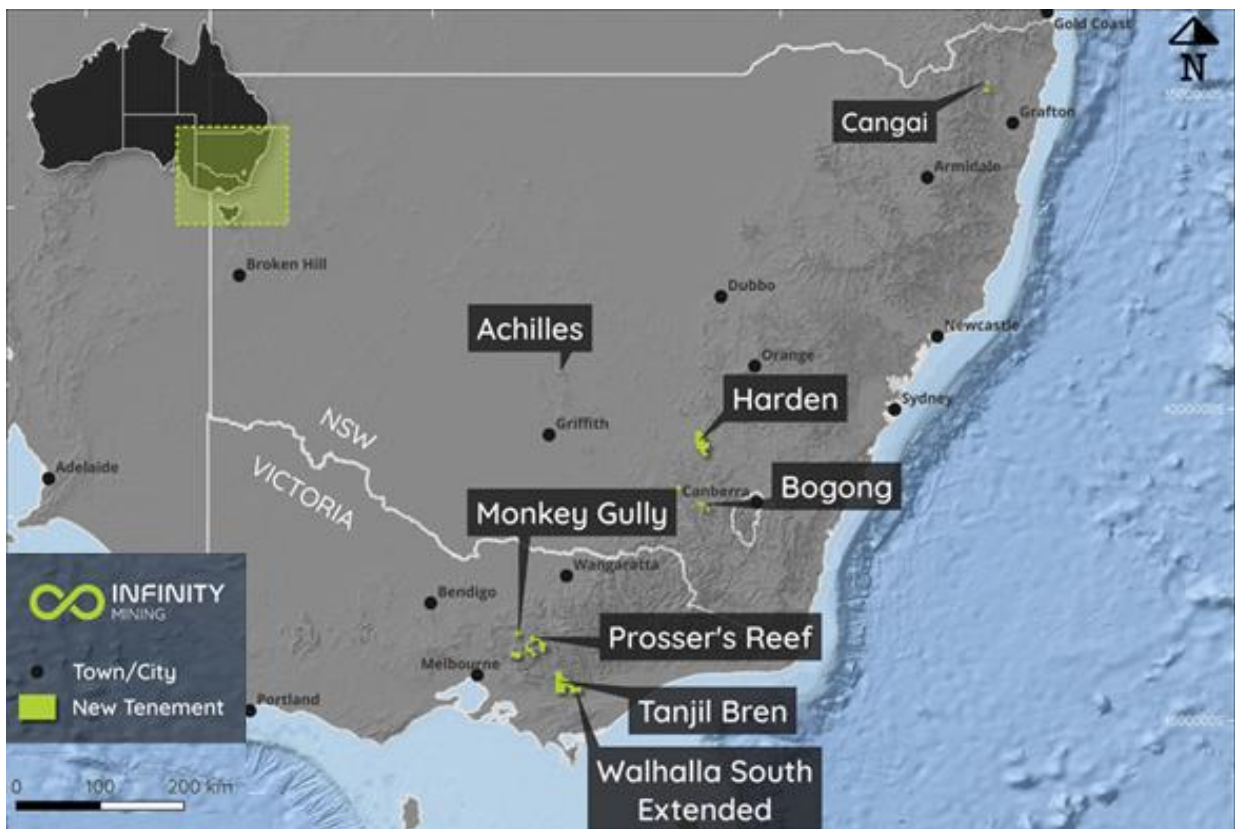 Gold Coast
N
Cangai
Grafton
Armidale
Broken Hill
Dubbo
Achilles
Newcastle
Orange
Harden
Sydney
Griffith
NSW
VICTORIA
Adelaide
Canberra
Bogong
Monkey Gully
Wangaratta
Bendigo
Prosser's Reef
Melbourne
Tanjil Bren
Portland
Walhalla South
Extended
INFINITY
MINING
Town/City
New Tenement
0 100 200 km